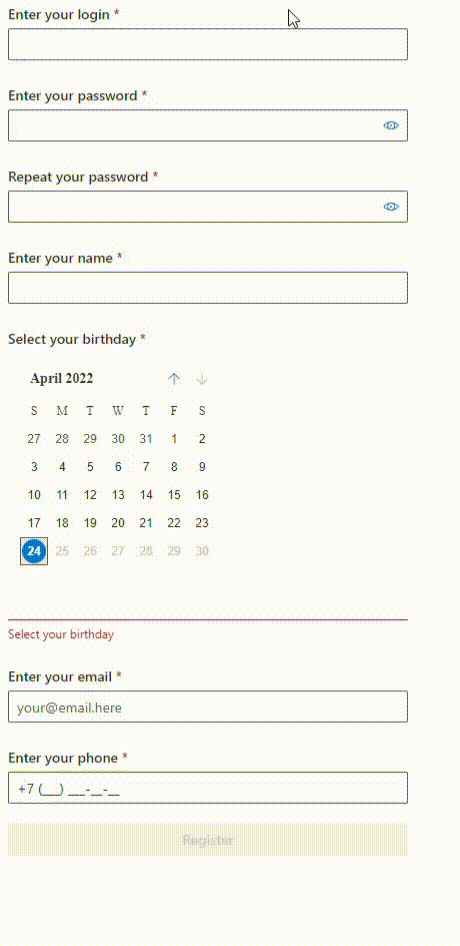 Enter your login *
Enter your password *
Repeat your password *
Enter your name *
Select your birthday *
April 2022
S M T W T F S
27 28 29 30 31 1 2
3 4 5 6 7 8 9
10 11 12 13 14 15 16
17 18 19 20 21 22 23
24 25 26 27 28 29 30
Select your birthday
Enter your email *
your@email.here
Enter your phone *
+7 (___) ___-__-__
Register